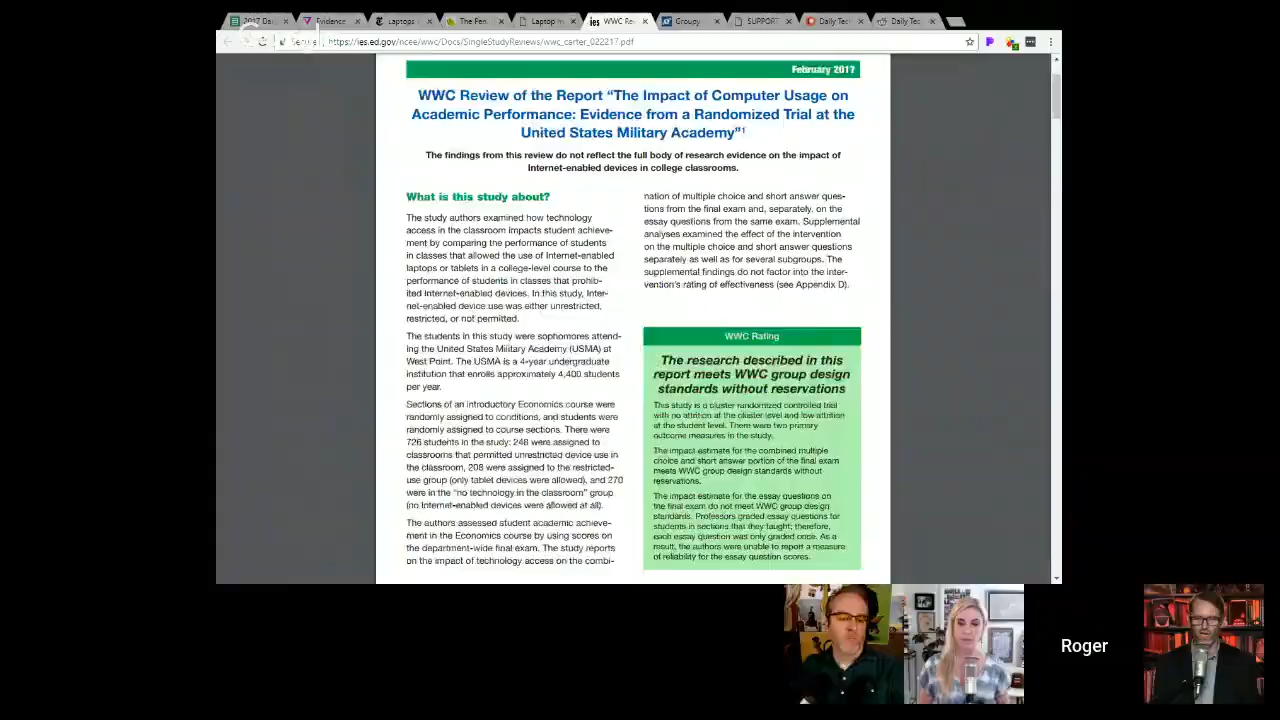 2017 Dai
Evidence
Laptops
The Pen
Laptop m
ies WWC Re
Groupy
SUPPORT
Daily Tec
Daily Tec
https://ies.ed.gov/ncee/wwc/Docs/SingleStudyReviews/wwc_carter_022217.pdf
February 2017
WWC Review of the Report “The Impact of Computer Usage on
Academic Performance: Evidence from a Randomized Trial at the
United States Military Academy”1
The findings from this review do not reflect the full body of research evidence on the impact of
Internet-enabled devices in college classrooms.
What is this study about?
The study authors examined how technology
access in the classroom impacts student achieve-
ment by comparing the performance of students
in classes that allowed the use of Internet-enabled
laptops or tablets in a college-level course to the
performance of students in classes that prohib-
ited Internet-enabled devices. In this study, Inter-
net-enabled device use was either unrestricted,
restricted, or not permitted.
The students in this study were sophomores attend-
ing the United States Military Academy (USMA) at
West Point. The USMA is a 4-year undergraduate
institution that enrolls approximately 4,400 students
per year.
Sections of an introductory Economics course were
randomly assigned to conditions, and students were
randomly assigned to course sections. There were
726 students in the study: 248 were assigned to
classrooms that permitted unrestricted device use in
the classroom, 208 were assigned to the restricted-
use group (only tablet devices were allowed), and 270
were in the “no technology in the classroom” group
(no Internet-enabled devices were allowed at all).
The authors assessed student academic achieve-
ment in the Economics course by using scores on
the department-wide final exam. The study reports
on the impact of technology access on the combi-
nation of multiple choice and short answer ques-
tions from the final exam and, separately, on the
essay questions from the same exam. Supplemental
analyses examined the effect of the intervention
on the multiple choice and short answer questions
separately as well as for several subgroups. The
supplemental findings do not factor into the inter-
vention’s rating of effectiveness (see Appendix D).
WWC Rating
The research described in this
report meets WWC group design
standards without reservations
This study is a cluster randomized controlled trial
with no attrition at the cluster level and low attrition
at the student level. There were two primary
outcome measures in the study.
The impact estimate for the combined multiple
choice and short answer portion of the final exam
meets WWC group design standards without
reservations.
The impact estimate for the essay questions on
the final exam do not meet WWC group design
standards. Professors graded essay questions for
students in sections that they taught; therefore,
each essay question was only graded once. As a
result, the authors were unable to report a measure
of reliability for the essay question scores.
Roger